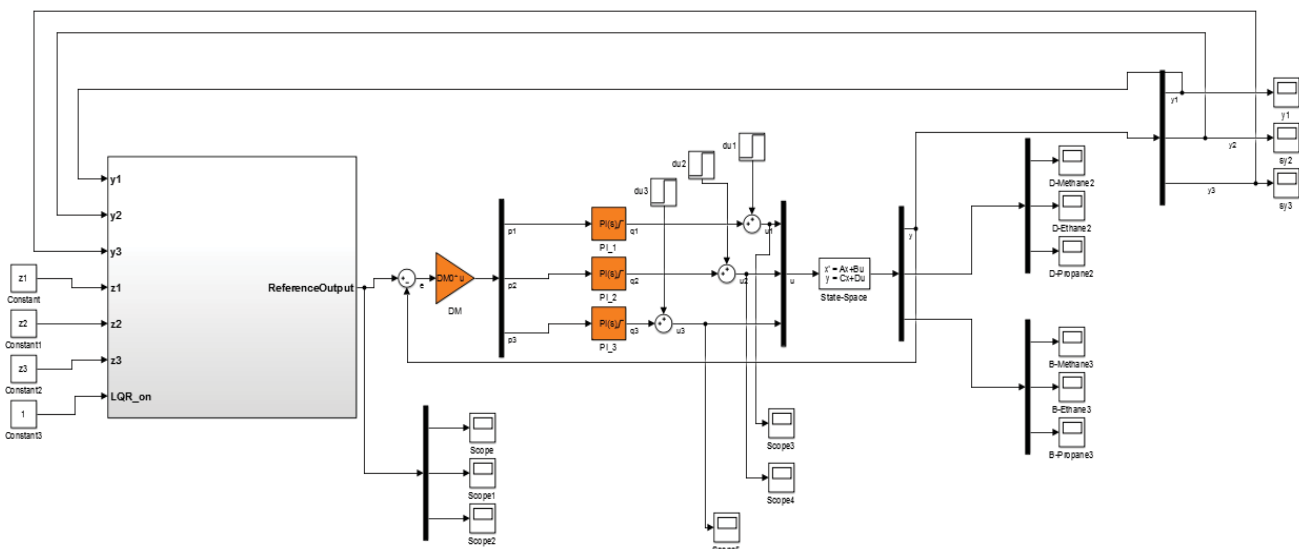 y1
y2
y3
z1
z2
z3
LQR_on
ReferenceOutput
z1
Constant
z2
Constant1
z3
Constant2
1
Constant3
e
DM0* u
DM
p1
p2
p3
PI(s)
PI_1
PI(s)
PI_2
PI(s)
PI_3
q1
q2
q3
du1
du2
du3
u1
u2
u3
u
x' = Ax+Bu
y = Cx+Du
State-Space
y
y1
y2
y3
y1
sy2
sy3
D-Methane2
D-Ethane2
D-Propane2
B-Methane3
B-Ethane3
B-Propane3
Scope
Scope1
Scope2
Scope3
Scope4